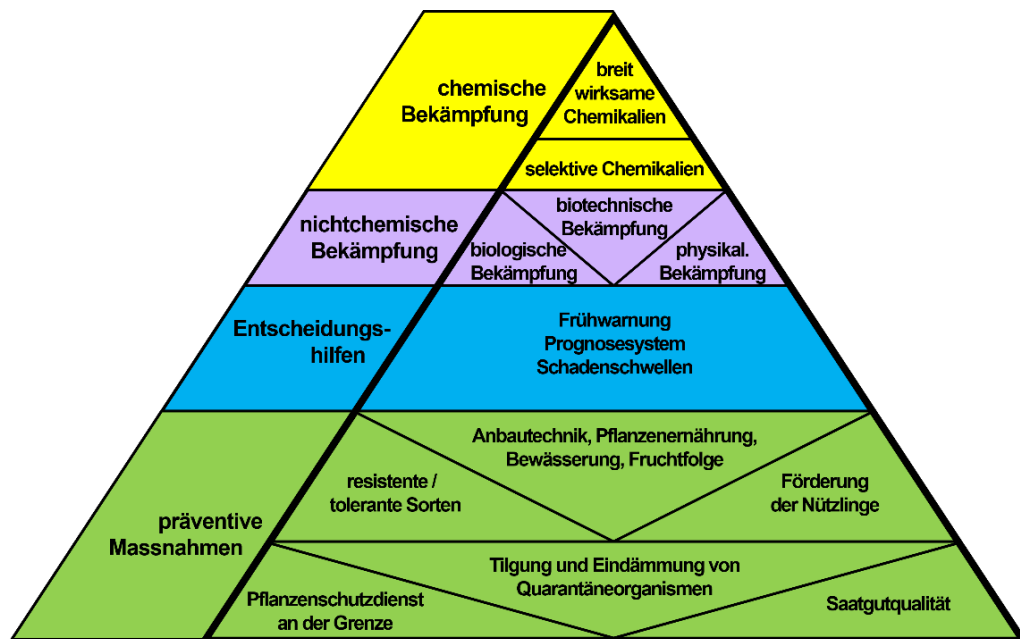 chemische
Bekämpfung
breit
wirksame
Chemikalien
selektive Chemikalien
nichtchemische
Bekämpfung
biotechnische
Bekämpfung
biologische
Bekämpfung
physikal.
Bekämpfung
Entscheidungs-
hilfen
Frühwarnung
Prognosesystem
Schadenschwellen
präventive
Massnahmen
Anbautechnik, Pflanzenernährung,
Bewässerung, Fruchtfolge
resistente /
tolerante Sorten
Förderung
der Nützlinge
Tilgung und Eindämmung von
Quarantäneorganismen
Pflanzenschutzdienst
an der Grenze
Saatgutqualität